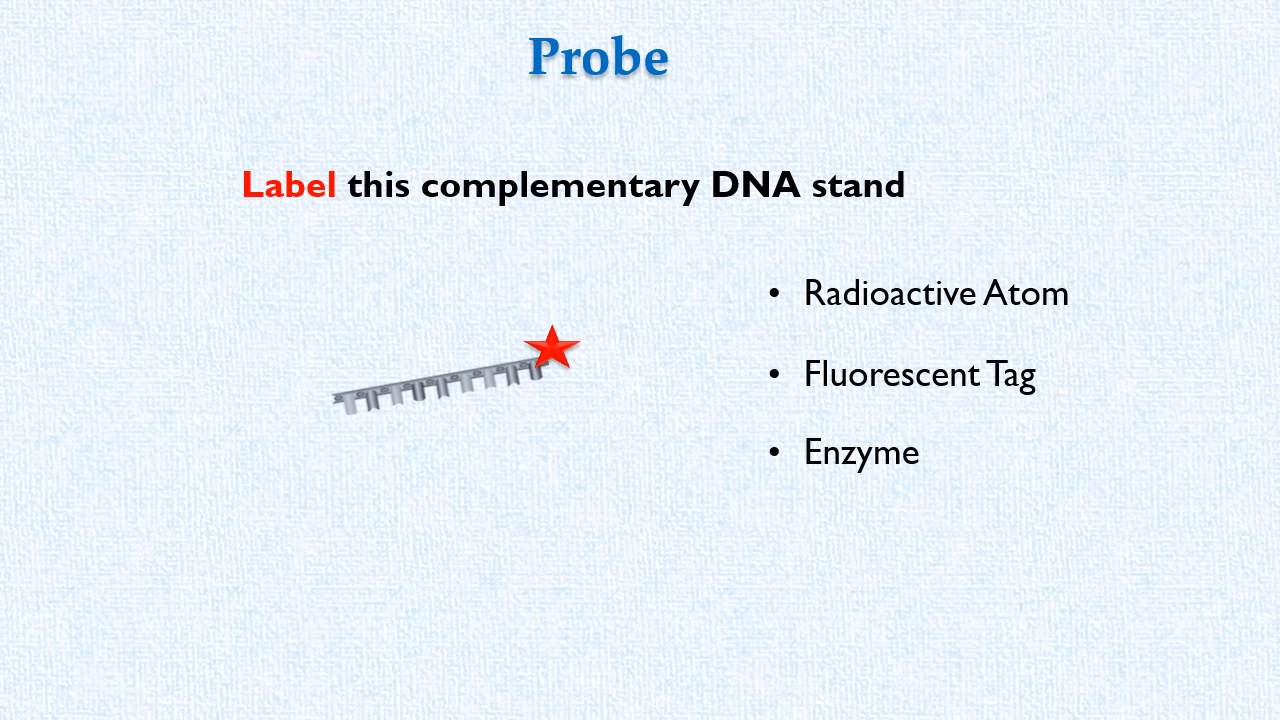 Probe
Label this complementary DNA stand
• Radioactive Atom
• Fluorescent Tag
• Enzyme